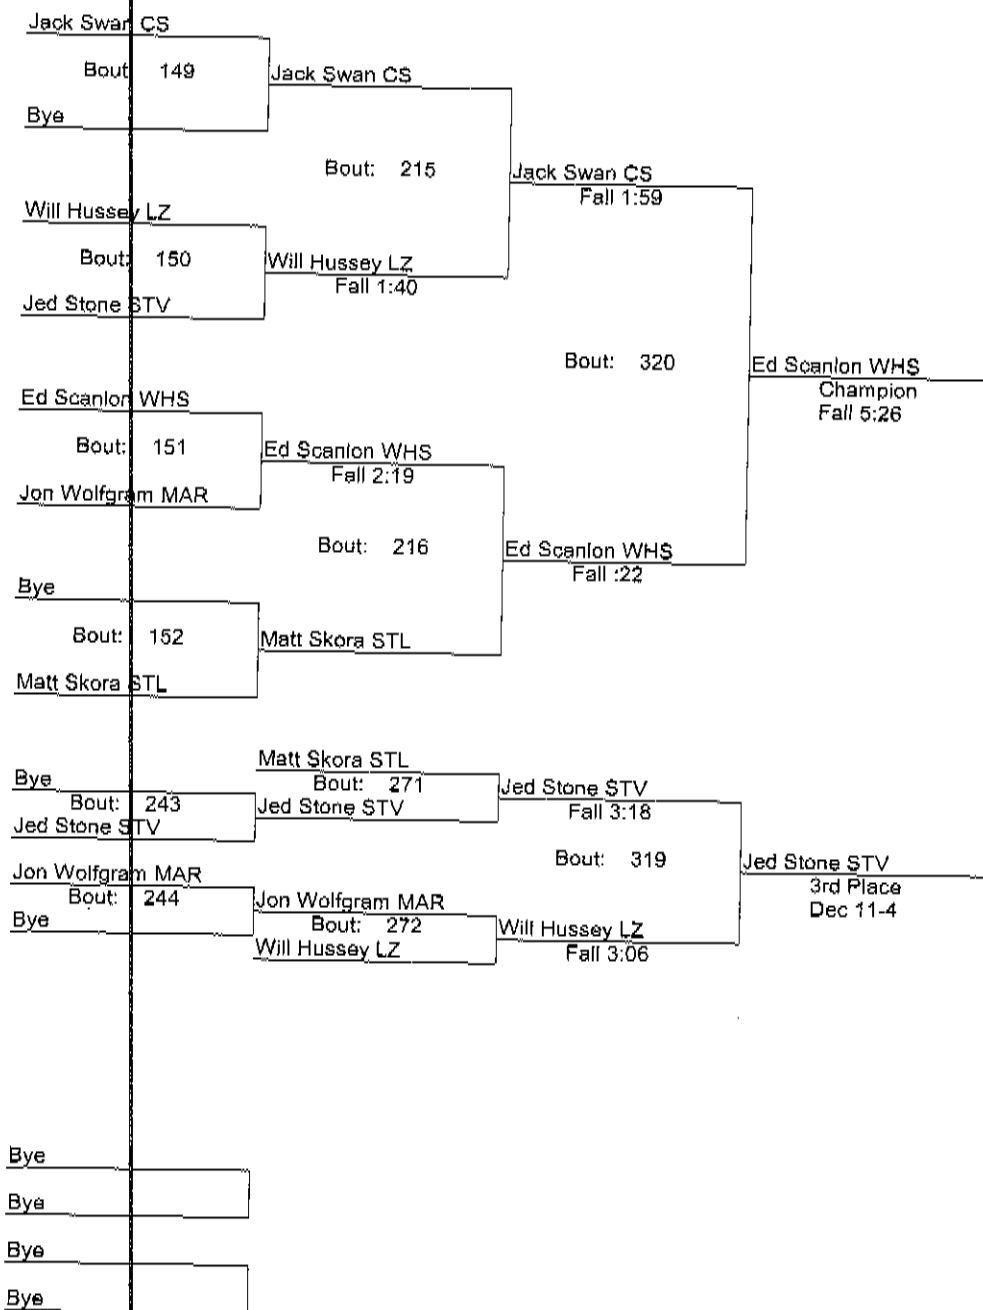 Jack Swan CS
Bout 149
Jack Swan CS
Bye
Bout: 215
Jack Swan CS
Fall 1:59
Will Hussey LZ
Bout: 150
Will Hussey LZ
Fall 1:40
Jed Stone STV
Bout: 320
Ed Scanlon WHS
Champion
Fall 5:26
Ed Scanlon WHS
Bout: 151
Ed Scanlon WHS
Fall 2:19
Jon Wolfgram MAR
Bout: 216
Ed Scanlon WHS
Fall :22
Bye
Bout: 152
Matt Skora STL
Matt Skora STL
Matt Skora STL
Bye
Bout: 271
Jed Stone STV
Bout: 243
Jed Stone STV
Fall 3:18
Jed Stone STV
Bout: 319
Jed Stone STV
3rd Place
Dec 11-4
Jon Wolfgram MAR
Bout: 244
Jon Wolfgram MAR
Bye
Bout: 272
Will Hussey LZ
Fall 3:06
Will Hussey LZ
Bye
Bye
Bye
Bye